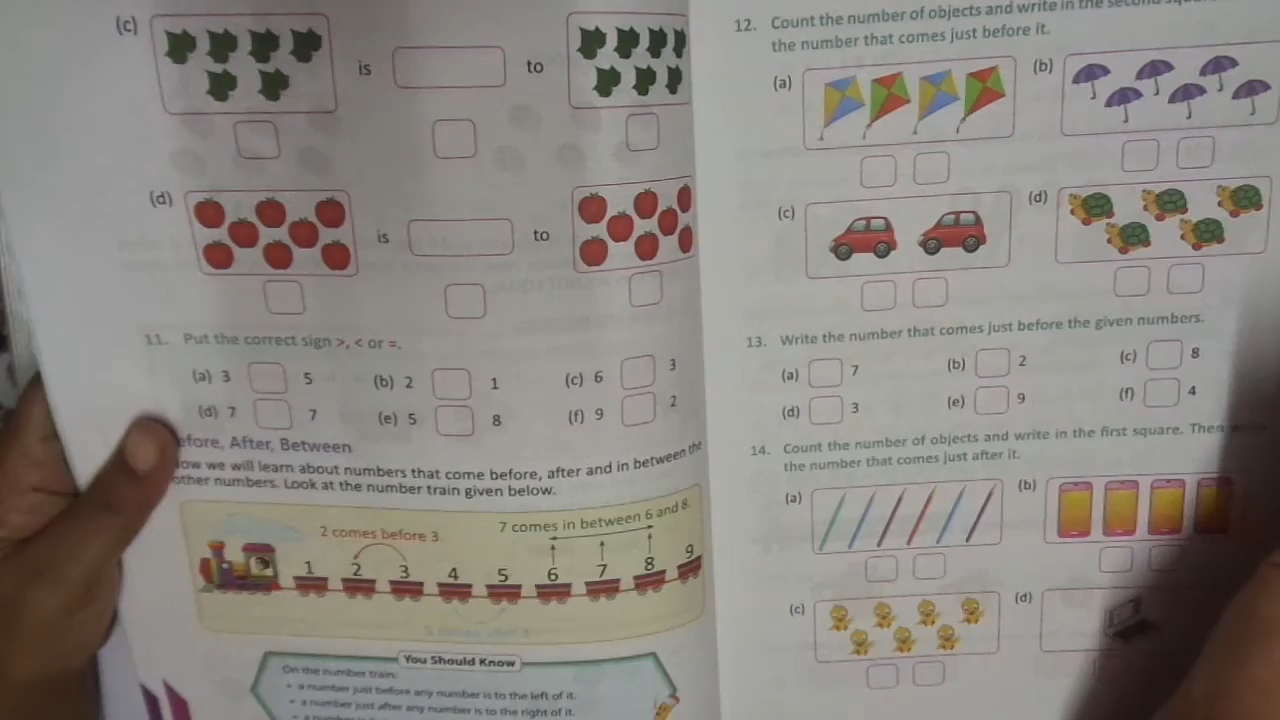 (c)
is
to
(d)
is
to
11. Put the correct sign >, < or =.
(a) 3 5 (b) 2 1 (c) 6 3
(d) 7 7 (e) 5 8 (f) 9 2
efore, After, Between
ow we will learn about numbers that come before, after and in between the
other numbers. Look at the number train given below.
2 comes before 3.
7 comes in between 6 and 8.
1 2 3 4 5 6 7 8 9
You Should Know
On the number train:
• a number just before any number is to the left of it.
• a number just after any number is to the right of it.
12. Count the number of objects and write in the second
the number that comes just before it.
(a) (b)
(c) (d)
13. Write the number that comes just before the given numbers.
(a) 7 (b) 2 (c) 8
(d) 3 (e) 9 (f) 4
14. Count the number of objects and write in the first square. Then
the number that comes just after it.
(a) (b)
(c) (d)